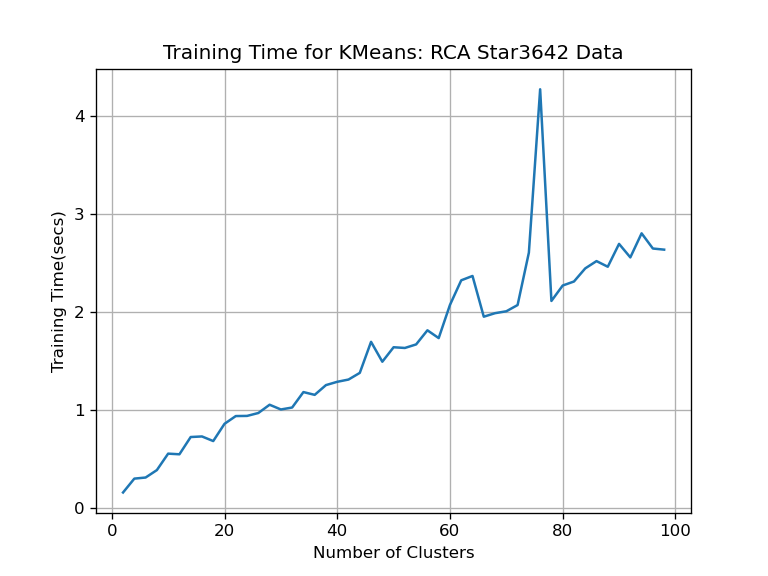 Training Time for KMeans: RCA Star3642 Data
4
3
2
1
0
Training Time(secs)
0 20 40 60 80 100
Number of Clusters